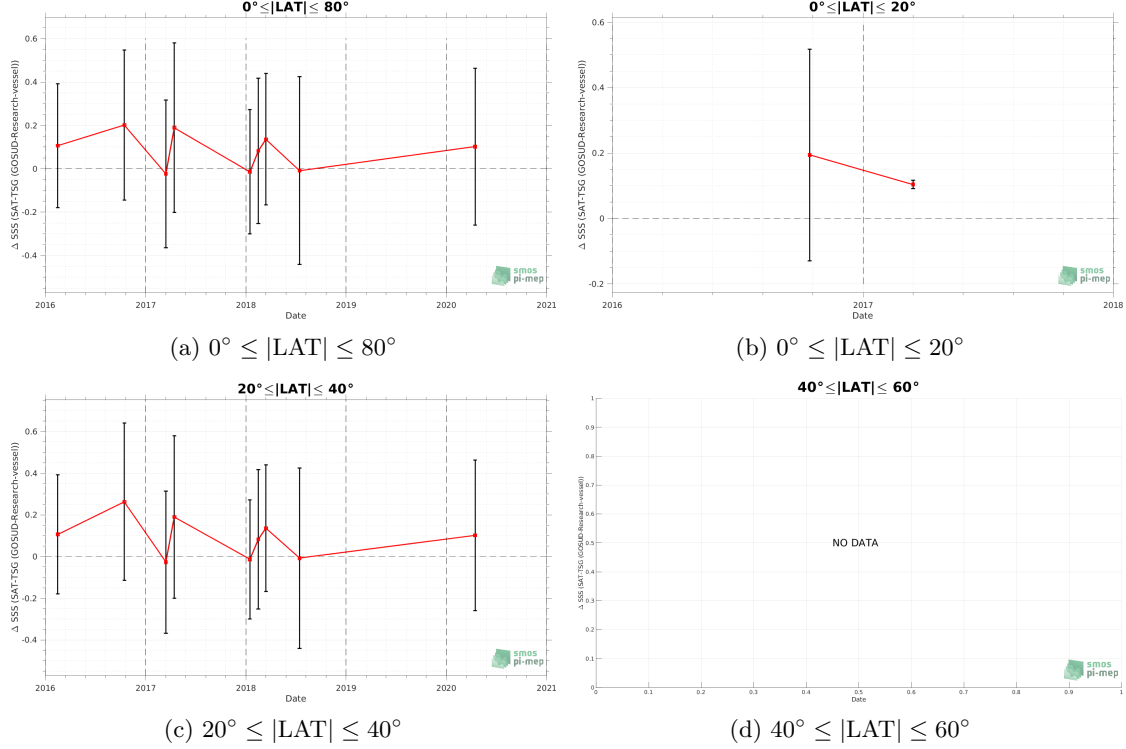 0°≤|LAT|≤ 80°
Δ SSS (SAT-TSG (GOSUD-Research-vessel))
0.6
0.4
0.2
0
-0.2
-0.4
2016
2017
2018
2019
2020
2021
Date
smos
pi-mep
(a) 0° ≤ |LAT| ≤ 80°
0°≤|LAT|≤ 20°
Δ SSS (SAT-TSG (GOSUD-Research-vessel))
0.6
0.4
0.2
0
-0.2
2016
2017
2018
Date
smos
pi-mep
(b) 0° ≤ |LAT| ≤ 20°
20°≤|LAT|≤ 40°
Δ SSS (SAT-TSG (GOSUD-Research-vessel))
0.6
0.4
0.2
0
-0.2
-0.4
2016
2017
2018
2019
2020
2021
Date
smos
pi-mep
(c) 20° ≤ |LAT| ≤ 40°
40°≤|LAT|≤ 60°
Δ SSS (SAT-TSG (GOSUD-Research-vessel))
1
0.9
0.8
0.7
0.6
0.5
0.4
0.3
0.2
0.1
0
NO DATA
0
0.1
0.2
0.3
0.4
0.5
0.6
0.7
0.8
0.9
1
Date
smos
pi-mep
(d) 40° ≤ |LAT| ≤ 60°